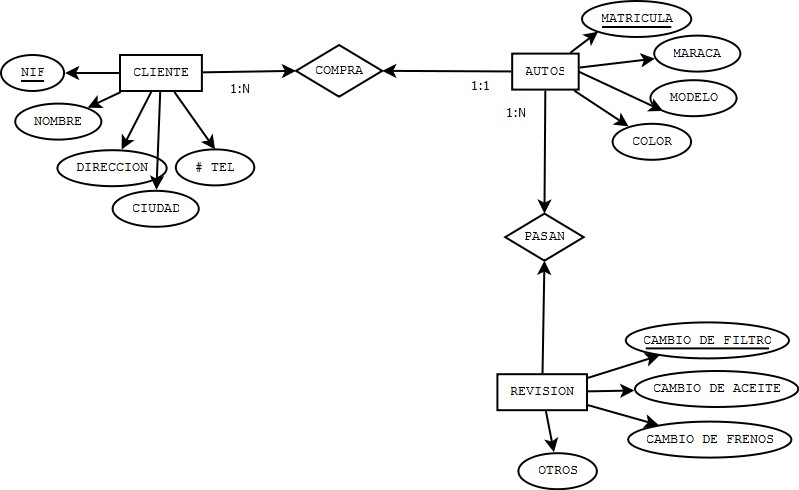 MATRICULA
MARACA
MODELO
COLOR
NIF
CLIENTE
COMPRA
AUTOS
1:N
1:1
1:N
NOMBRE
DIRECCION
# TEL
CIUDAD
PASAN
CAMBIO DE FILTRO
REVISION
CAMBIO DE ACEITE
CAMBIO DE FRENOS
OTROS